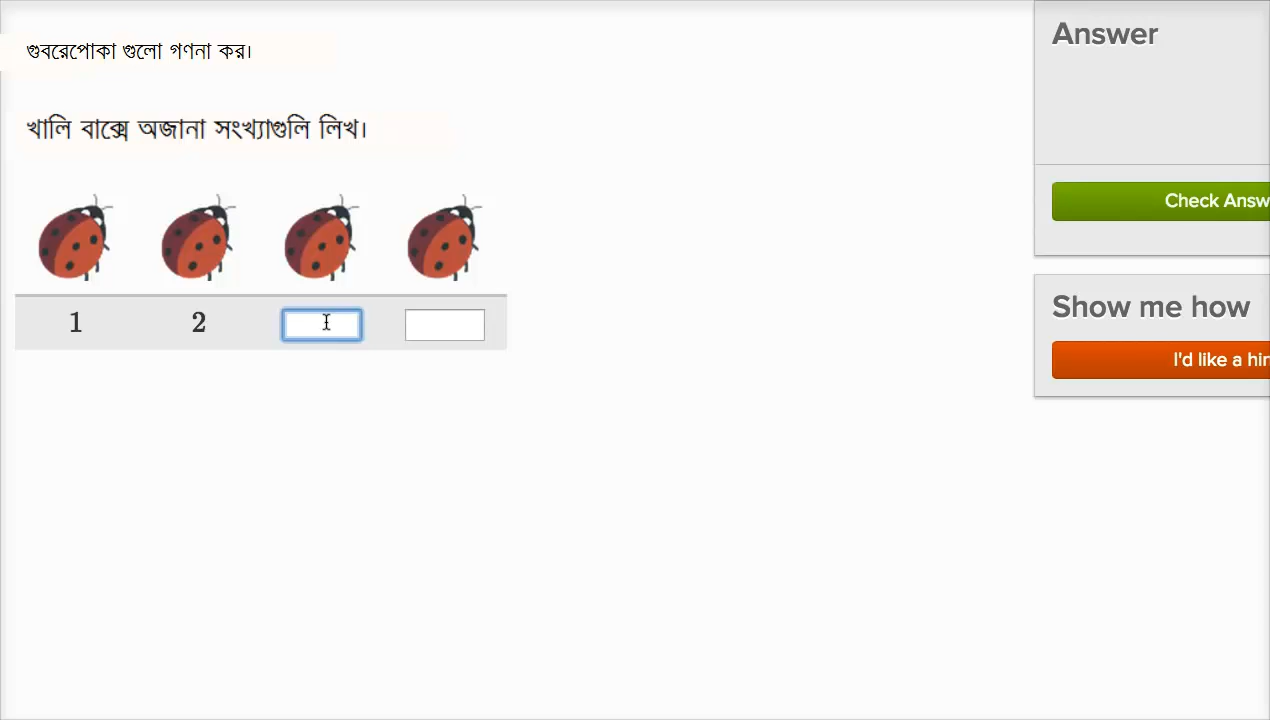 গুবরেপোকা গুলো গণনা কর।
খালি বাক্সে অজানা সংখ্যাগুলি লিখ।
1 2
Answer
Check Answ
Show me how
I'd like a hin